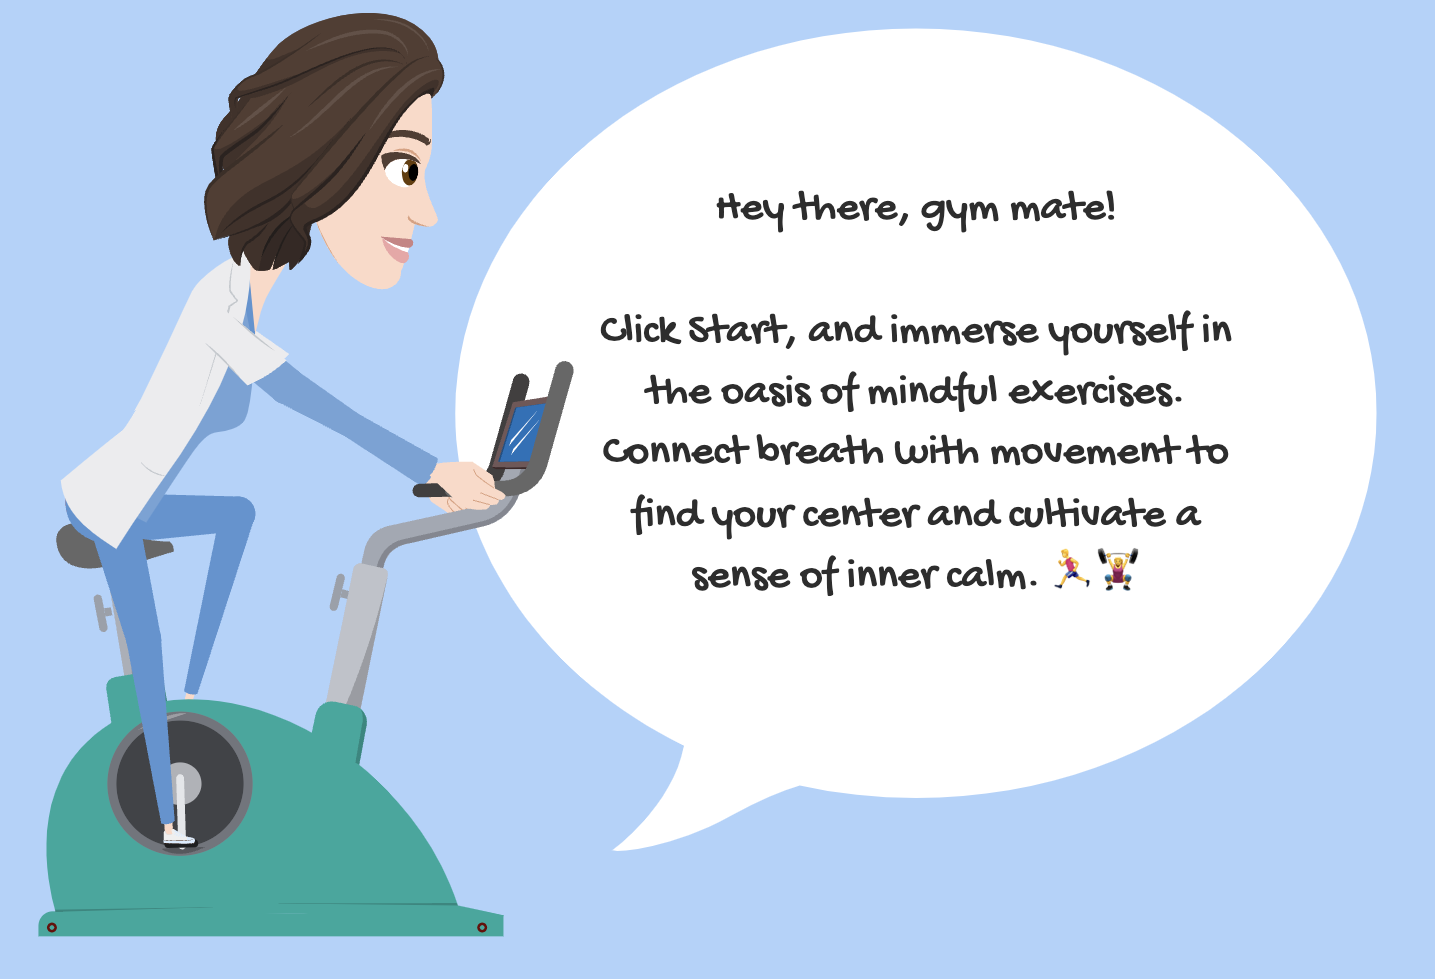 Hey there, gym mate!
Click Start, and immerse yourself in
the oasis of mindful exercises.
Connect breath with movement to
find your center and cultivate a
sense of inner calm. 🏃🏋️